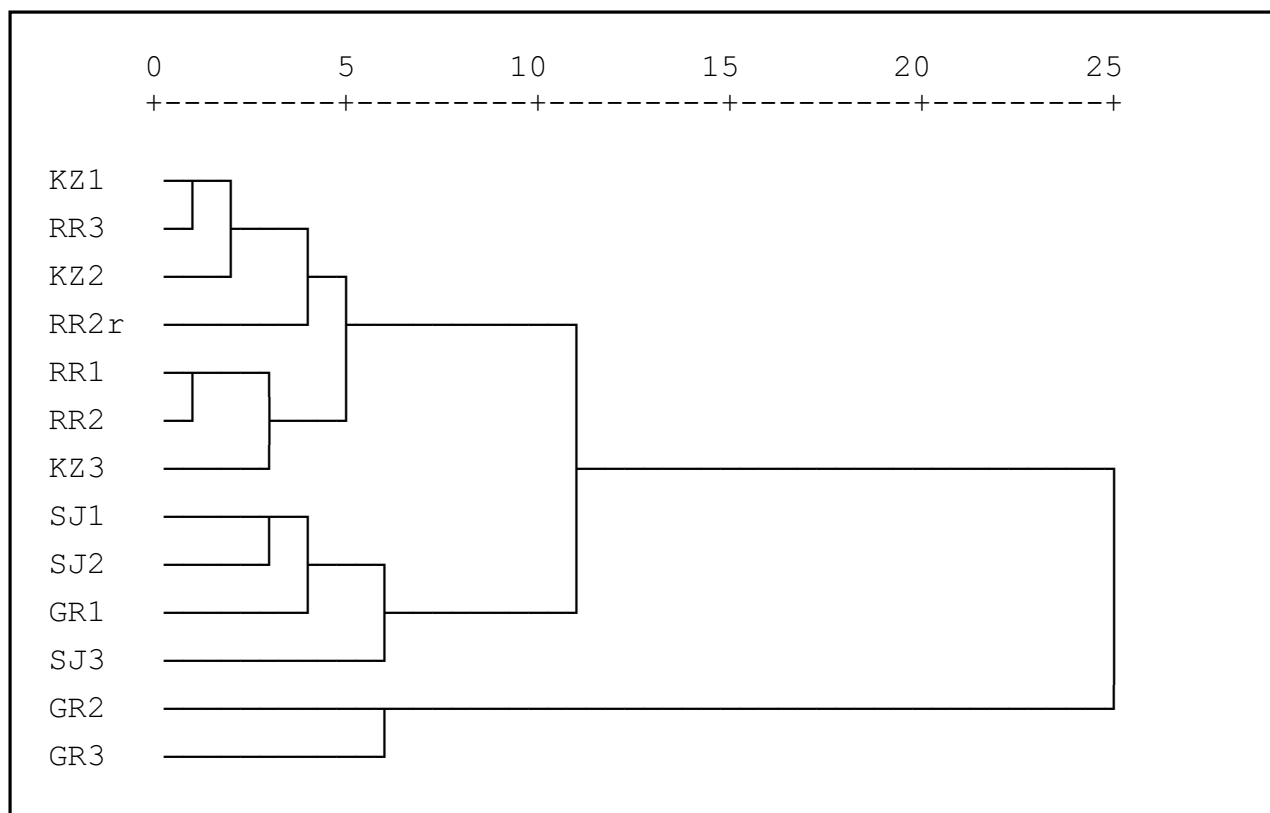 0 5 10 15 20 25
+---------+---------+---------+---------+---------+
KZ1
RR3
KZ2
RR2r
RR1
RR2
KZ3
SJ1
SJ2
GR1
SJ3
GR2
GR3